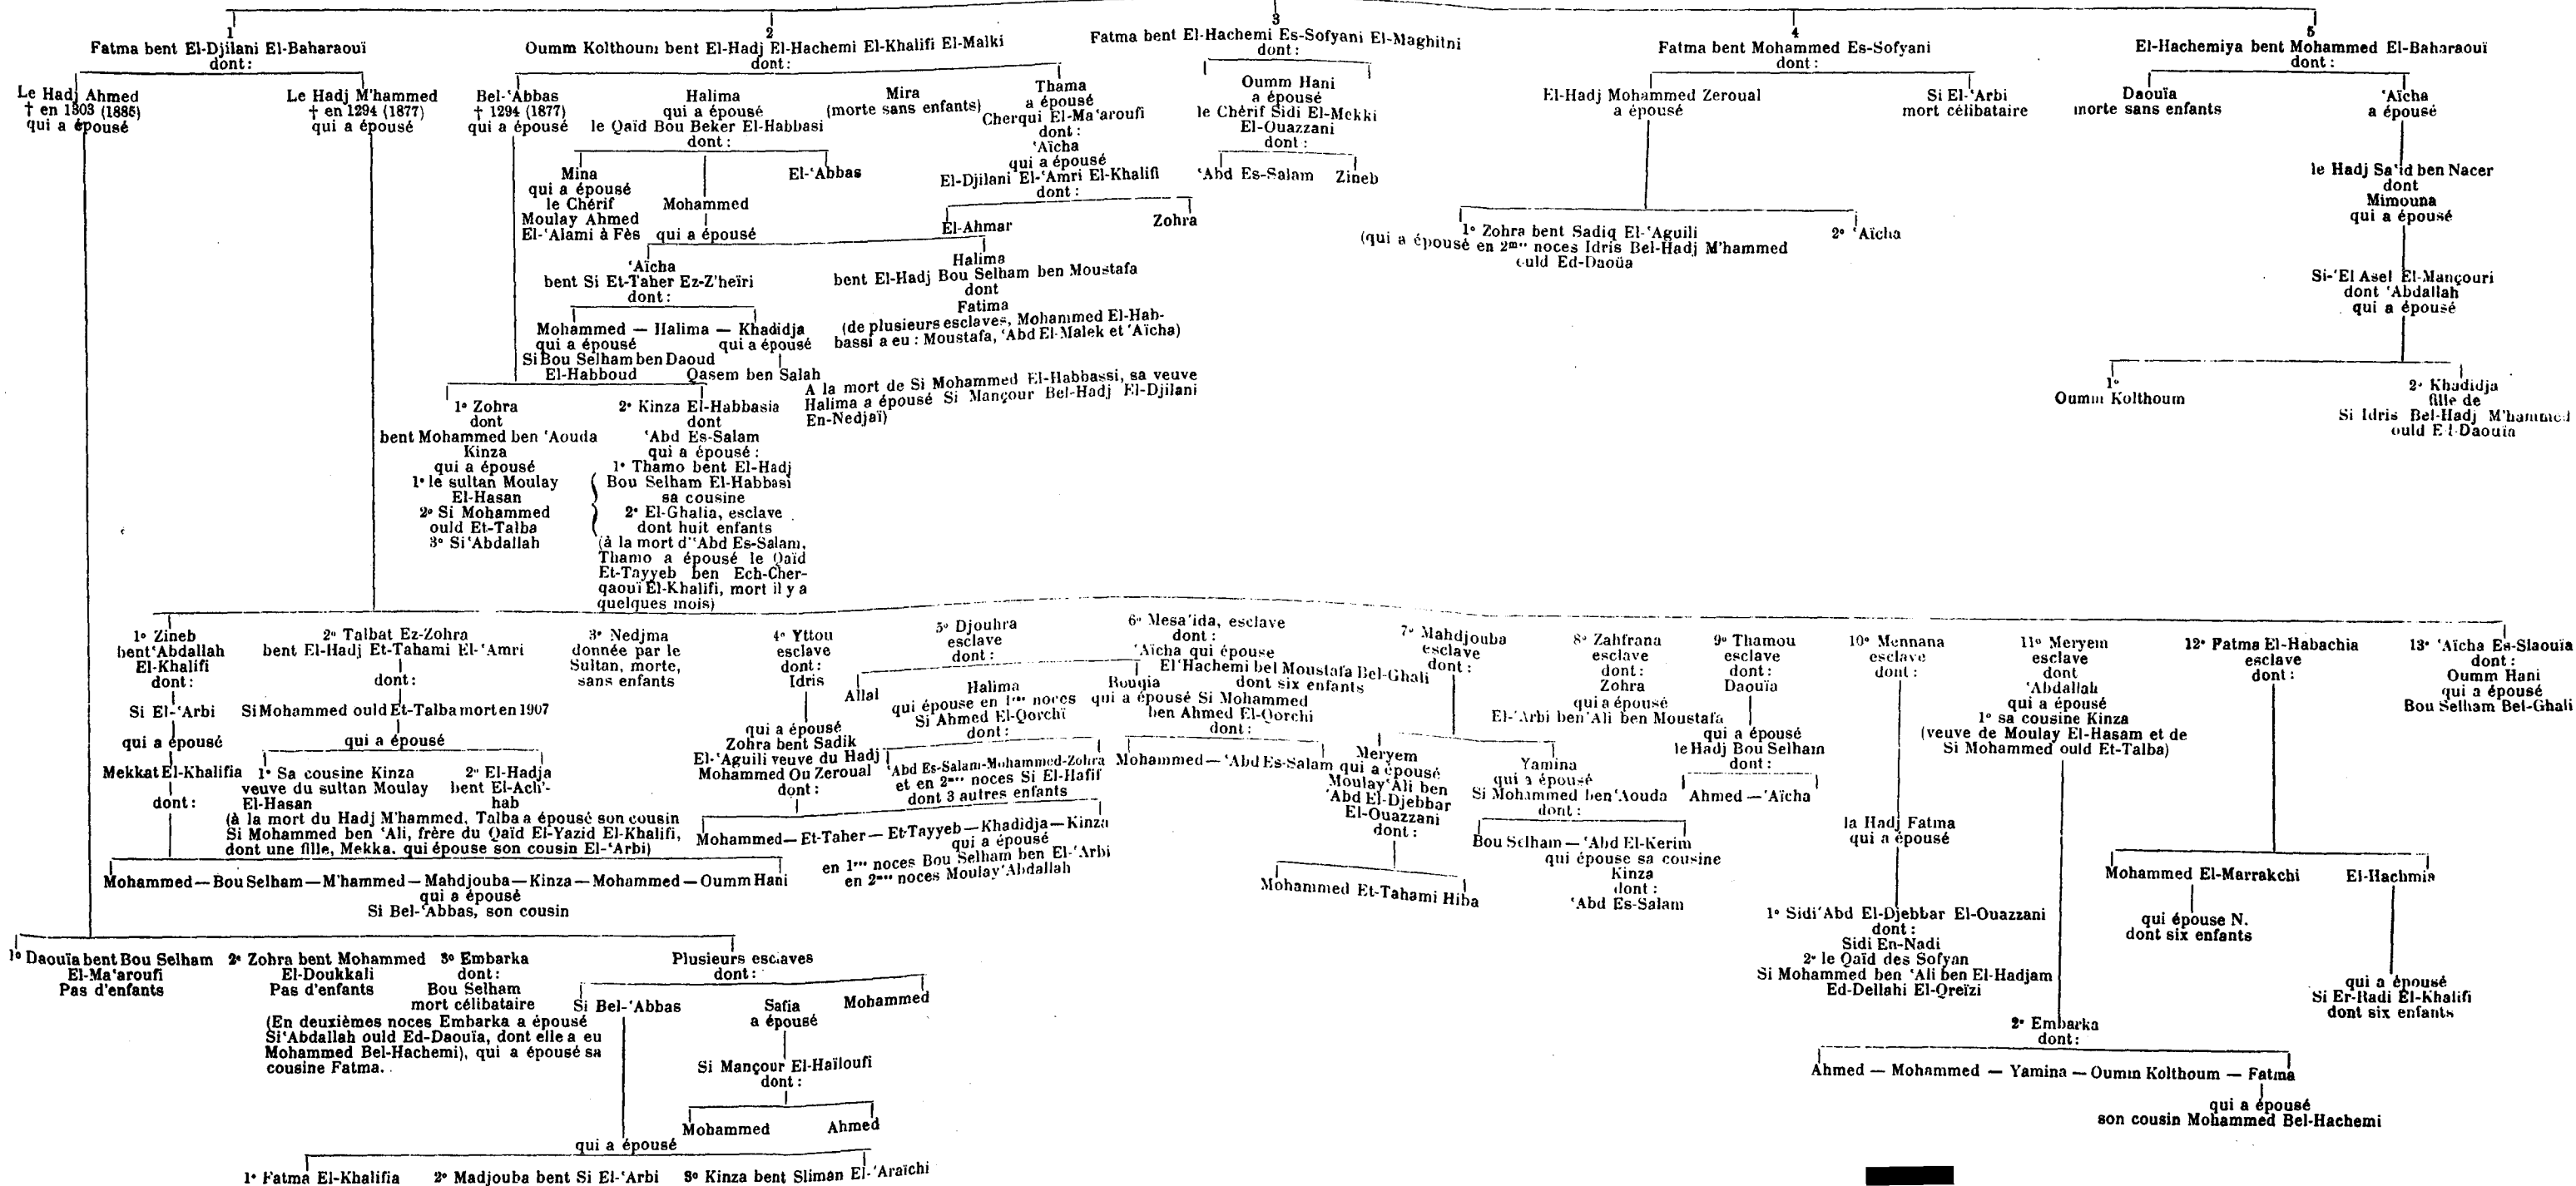 1
Fatma bent El-Djilani El-Baharaouï
dont :
Le Hadj Ahmed
† en 1303 (1885)
qui a épousé
Le Hadj M'hammed
† en 1294 (1877)
qui a épousé
2
Oumm Kolthoum bent El-Hadj El-Hachemi El-Khalifi El-Malki
dont :
Bel-'Abbas
† 1294 (1877)
qui a épousé
Halima
qui a épousé
le Qaïd Bou Beker El-Habbasi
dont :
Mira
(morte sans enfants)
Thama
a épousé
Cherqui El-Ma'aroufi
dont :
'Aïcha
qui a épousé
El-Djilani El-'Amri El-Khalifi
dont :
El-Ahmar
Zohra
Mina
qui a épousé
le Chérif
Moulay Ahmed
El-'Alami à Fès
Mohammed
qui a épousé
El-'Abbas
'Aïcha
bent Si Et-Taher Ez-Z'heïri
dont :
Halima
bent El-Hadj Bou Selham ben Moustafa
dont
Fatima
(de plusieurs esclaves, Mohammed El-Hab-
bassi a eu : Moustafa, 'Abd El-Malek et 'Aïcha)
Mohammed — Halima — Khadidja
qui a épousé qui a épousé
Si Bou Selham ben Daoud
El-Habboud Qasem ben Salah
A la mort de Si Mohammed El-Habbassi, sa veuve
Halima a épousé Si Mançour Bel-Hadj El-Djilani
En-Nedjaï)
1° Zohra
dont
bent Mohammed ben 'Aouda
Kinza
qui a épousé
1° le sultan Moulay
El-Hasan
2° Si Mohammed
ould Et-Talba
3° Si 'Abdallah
2° Kinza El-Habbasia
dont
'Abd Es-Salam
qui a épousé :
1° Thamo bent El-Hadj
Bou Selham El-Habbasi
sa cousine
2° El-Ghalia, esclave
dont huit enfants
(à la mort d''Abd Es-Salam,
Thamo a épousé le Qaïd
Et-Tayyeb ben Ech-Cher-
qaouï El-Khalifi, mort il y a
quelques mois)
3
Fatma bent El-Hachemi Es-Sofyani El-Maghitni
dont :
Oumm Hani
a épousé
le Chérif Sidi El-Mekki
El-Ouazzani
dont :
'Abd Es-Salam Zineb
4
Fatma bent Mohammed Es-Sofyani
dont :
El-Hadj Mohammed Zeroual
a épousé
Si El-'Arbi
mort célibataire
1° Zohra bent Sadiq El-'Aguili
(qui a épousé en 2mes noces Idris Bel-Hadj M'hammed
ould Ed-Daoüa
2° 'Aïcha
5
El-Hachemiya bent Mohammed El-Baharaouï
dont :
Daouïa
morte sans enfants
'Aïcha
a épousé
le Hadj Sa'id ben Nacer
dont
Mimouna
qui a épousé
Si-'El Asel El-Mançouri
dont 'Abdallah
qui a épousé
1°
Oumm Kolthoum
2° Khadidja
fille de
Si Idris Bel-Hadj M'hammed
ould El-Daouïa
1° Zineb
bent 'Abdallah
El-Khalifi
dont :
Si El-'Arbi
qui a épousé
Mekkat El-Khalifia
dont :
2° Talbat Ez-Zohra
bent El-Hadj Et-Tahami El-'Amri
dont :
Si Mohammed ould Et-Talba mort en 1907
qui a épousé
1° Sa cousine Kinza
veuve du sultan Moulay
El-Hasan
2° El-Hadja
bent El-Ach'-
hab
(à la mort du Hadj M'hammed, Talba a épousé son cousin
Si Mohammed ben 'Ali, frère du Qaïd El-Yazid El-Khalifi,
dont une fille, Mekka, qui épouse son cousin El-'Arbi)
Mohammed — Bou Selham — M'hammed — Mahdjouba — Kinza — Mohammed — Oumm Hani
qui a épousé
Si Bel-'Abbas, son cousin
3° Nedjma
donnée par le
Sultan, morte,
sans enfants
4° Yttou
esclave
dont :
Idris
qui a épousé
Zohra bent Sadik
El-'Aguili veuve du Hadj
Mohammed Ou Zeroual
dont :
Mohammed — Et-Taher — Et-Tayyeb — Khadidja — Kinza
qui a épousé
en 1res noces Bou Selham ben El-'Arbi
en 2mes noces Moulay 'Abdallah
5° Djouhra
esclave
dont :
Allal
Halima
qui épouse en 1res noces
Si Ahmed El-Qorchï
dont :
'Abd Es-Salam-Mohammed-Zohra
et en 2mes noces Si El-Hafif
dont 3 autres enfants
Rouqia
qui a épousé Si Mohammed
ben Ahmed El-Qorchi
dont :
Mohammed — 'Abd Es-Salam
6° Mesa'ida, esclave
dont :
'Aïcha qui épouse
El'Hachemi bel Moustafa Bel-Ghali
dont six enfants
7° Mahdjouba
esclave
dont :
Meryem
qui a épousé
Moulay 'Ali ben
'Abd El-Djebbar
El-Ouazzani
dont :
Mohammed Et-Tahami Hiba
Yamina
qui a épousé
Si Mohammed ben 'Aouda
dont :
Bou Selham — 'Abd El-Kerim
qui épouse sa cousine
Kinza
dont :
'Abd Es-Salam
8° Zahfrana
esclave
dont :
Zohra
qui a épousé
El-'Arbi ben 'Ali ben Moustafa
9° Thamou
esclave
dont :
Daouïa
qui a épousé
le Hadj Bou Selham
dont :
Ahmed — 'Aïcha
10° Mennana
esclave
dont :
la Hadj Fatma
qui a épousé
1° Sidi 'Abd El-Djebbar El-Ouazzani
dont :
Sidi En-Nadi
2° le Qaïd des Sofyan
Si Mohammed ben 'Ali ben El-Hadjam
Ed-Dellahi El-Qreïzi
11° Meryem
esclave
dont
'Abdallah
qui a épousé
1° sa cousine Kinza
(veuve de Moulay El-Hasam et de
Si Mohammed ould Et-Talba)
2° Embarka
dont :
Ahmed — Mohammed — Yamina — Oumm Kolthoum — Fatma
qui a épousé
son cousin Mohammed Bel-Hachemi
12° Fatma El-Habachia
esclave
dont :
Mohammed El-Marrakchi
qui épouse N.
dont six enfants
El-Hachmia
qui a épousé
Si Er-Radi El-Khalifi
dont six enfants
13° 'Aïcha Es-Slaouïa
dont :
Oumm Hani
qui a épousé
Bou Selham Bel-Ghali
1° Daouïa bent Bou Selham
El-Ma'aroufi
Pas d'enfants
2° Zohra bent Mohammed
El-Doukkali
Pas d'enfants
3° Embarka
dont :
Bou Selham
mort célibataire
(En deuxièmes noces Embarka a épousé
Si 'Abdallah ould Ed-Daouïa, dont elle a eu
Mohammed Bel-Hachemi), qui a épousé sa
cousine Fatma.
Plusieurs esclaves
dont :
Si Bel-'Abbas
Safia
a épousé
Mohammed
Si Mançour El-Haïloufi
dont :
Mohammed Ahmed
qui a épousé
1° Fatma El-Khalifia 2° Madjouba bent Si El-'Arbi 3° Kinza bent Sliman El-'Araïchi